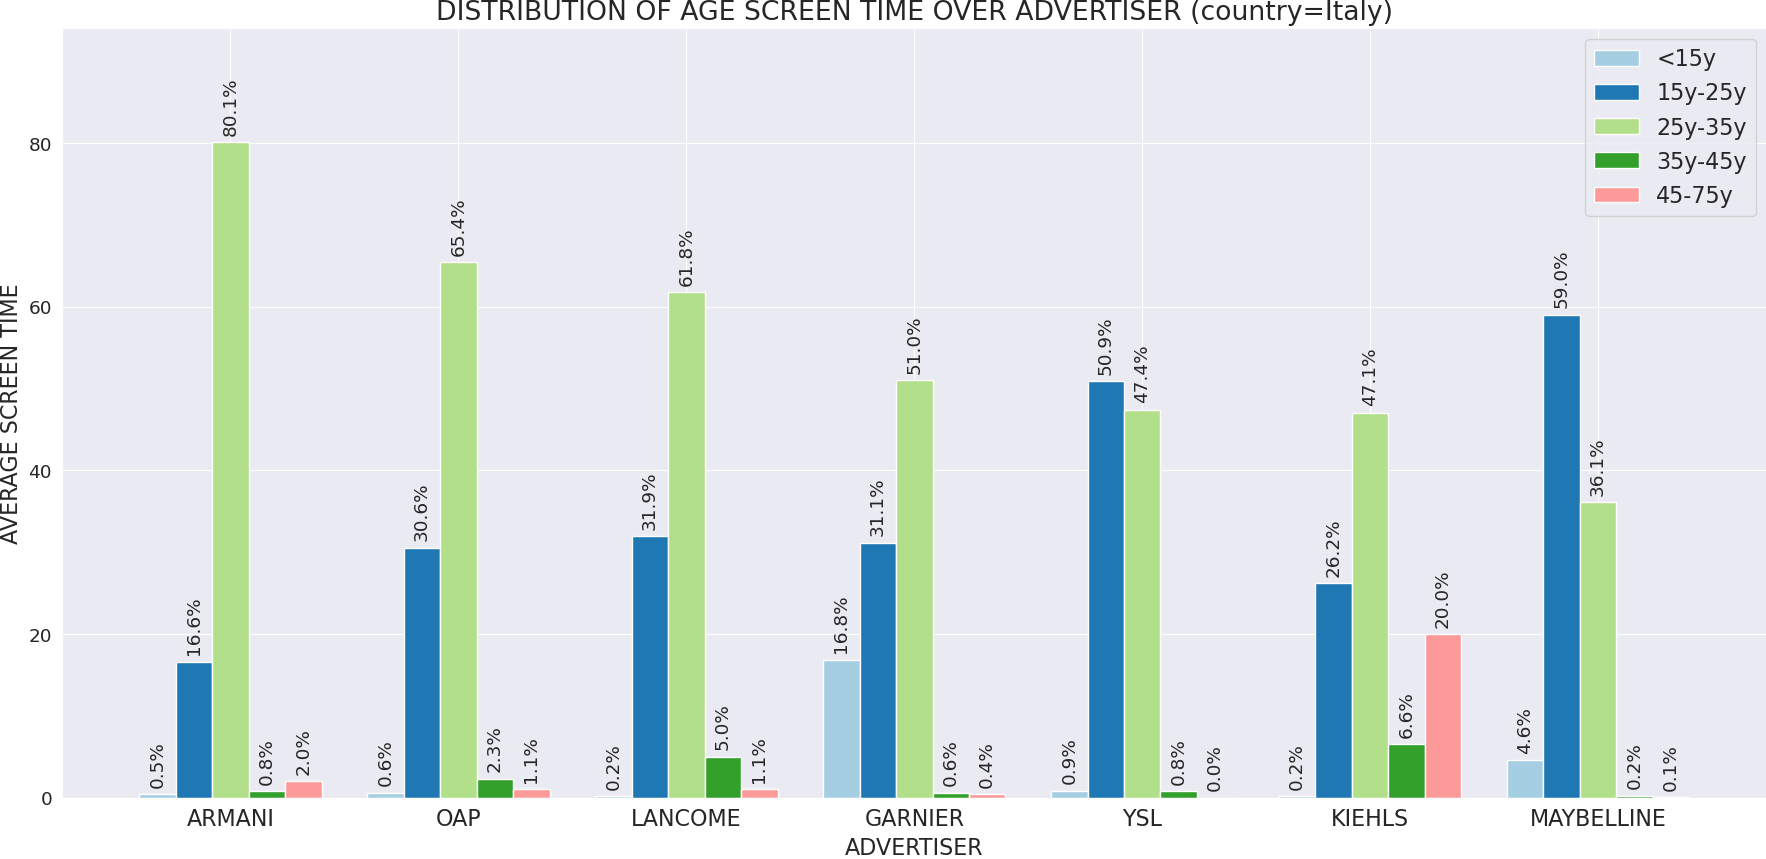 DISTRIBUTION OF AGE SCREEN TIME OVER ADVERTISER (country=Italy)
<15y
15y-25y
25y-35y
35y-45y
45-75y
AVERAGE SCREEN TIME
80
60
40
20
0
0.5%
16.6%
80.1%
0.8%
2.0%
0.6%
30.6%
65.4%
2.3%
1.1%
0.2%
31.9%
61.8%
5.0%
1.1%
16.8%
31.1%
51.0%
0.6%
0.4%
0.9%
50.9%
47.4%
0.8%
0.0%
0.2%
26.2%
47.1%
6.6%
20.0%
4.6%
59.0%
36.1%
0.2%
0.1%
ARMANI
OAP
LANCOME
GARNIER
YSL
KIEHLS
MAYBELLINE
ADVERTISER